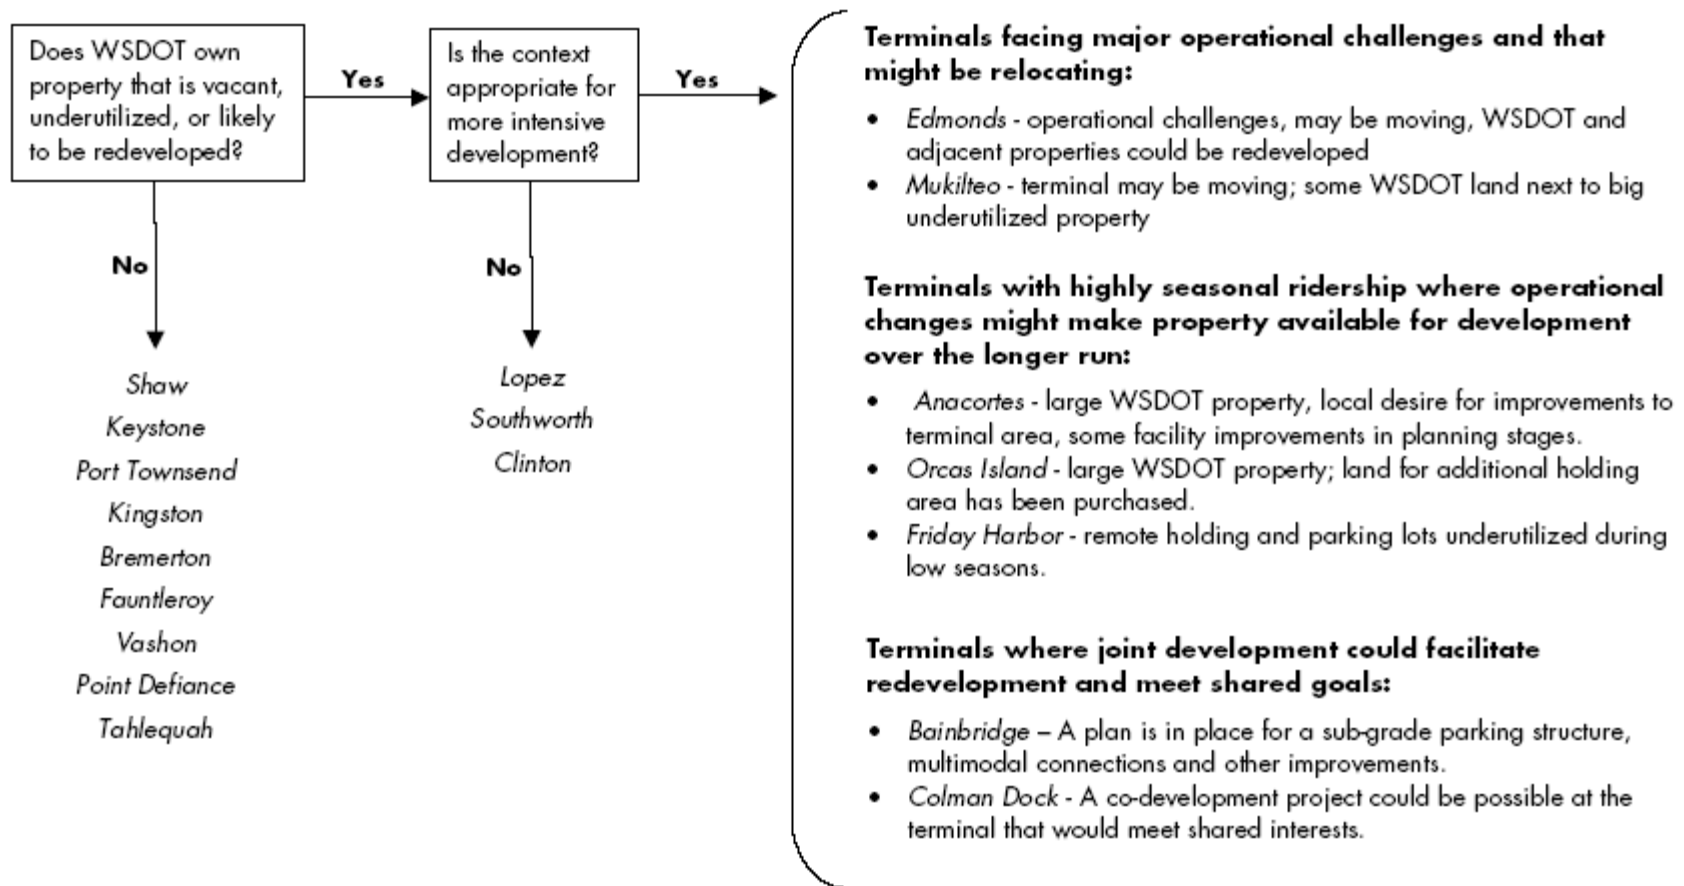 Does WSDOT own
property that is vacant,
underutilized, or likely
to be redeveloped?
Yes
Is the context
appropriate for
more intensive
development?
Yes
No
Shaw
Keystone
Port Townsend
Kingston
Bremerton
Fauntleroy
Vashon
Point Defiance
Tahlequah
No
Lopez
Southworth
Clinton
Terminals facing major operational challenges and that
might be relocating:
• Edmonds - operational challenges, may be moving, WSDOT and
adjacent properties could be redeveloped
• Mukilteo - terminal may be moving; some WSDOT land next to big
underutilized property
Terminals with highly seasonal ridership where operational
changes might make property available for development
over the longer run:
• Anacortes - large WSDOT property, local desire for improvements to
terminal area, some facility improvements in planning stages.
• Orcas Island - large WSDOT property; land for additional holding
area has been purchased.
• Friday Harbor - remote holding and parking lots underutilized during
low seasons.
Terminals where joint development could facilitate
redevelopment and meet shared goals:
• Bainbridge – A plan is in place for a sub-grade parking structure,
multimodal connections and other improvements.
• Colman Dock - A co-development project could be possible at the
terminal that would meet shared interests.